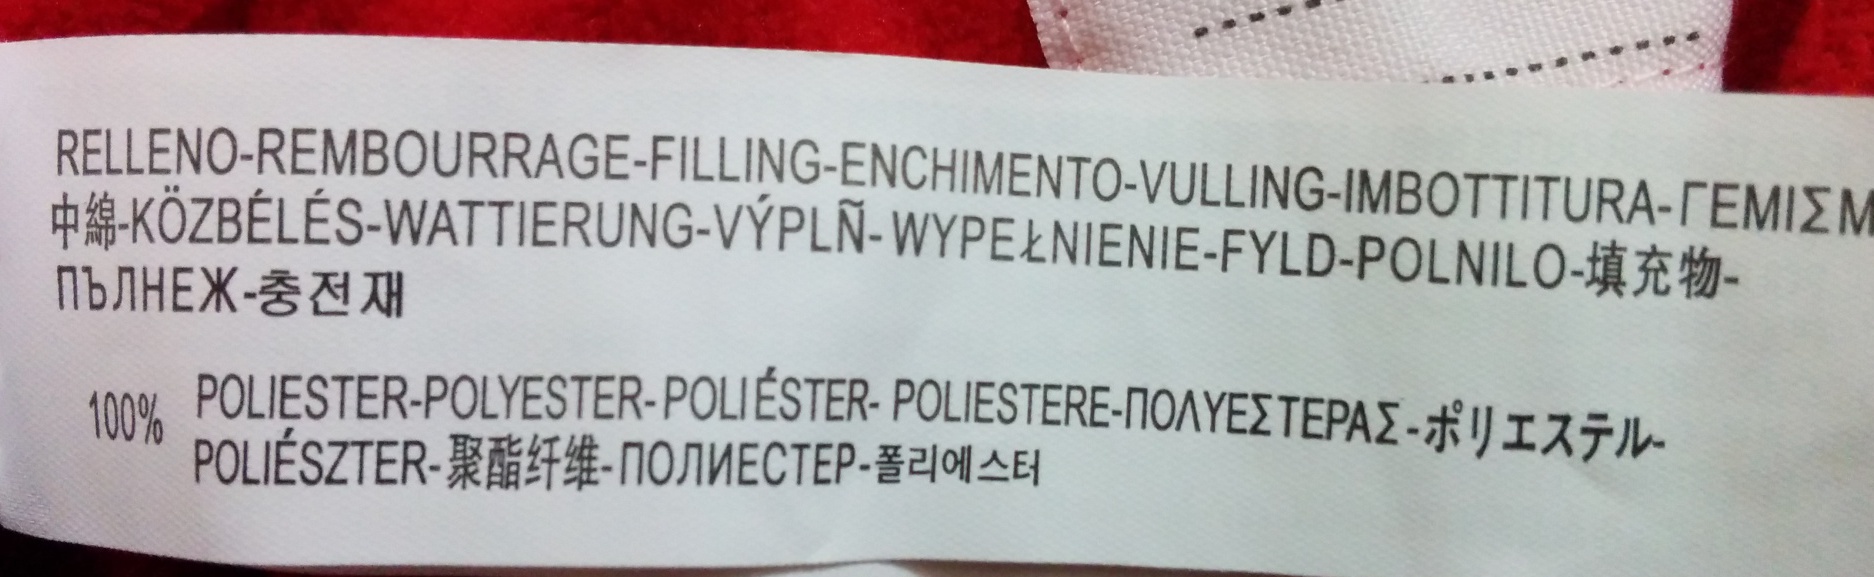 RELLENO-REMBOURRAGE-FILLING-ENCHIMENTO-VULLING-IMBOTTITURA-ΓΕΜΙΣΜ
中綿-KÖZBÉLÉS-WATTIERUNG-VÝPLÑ-WYPEŁNIENIE-FYLD-POLNILO-填充物-
ПЪЛНЕЖ-충전재
100% POLIESTER-POLYESTER-POLIÉSTER- POLIESTERE-ΠΟΛΥΕΣΤΕΡΑΣ-ポリエステル-
POLIÉSZTER-聚酯纤维-ПОЛИЕСТЕР-폴리에스터